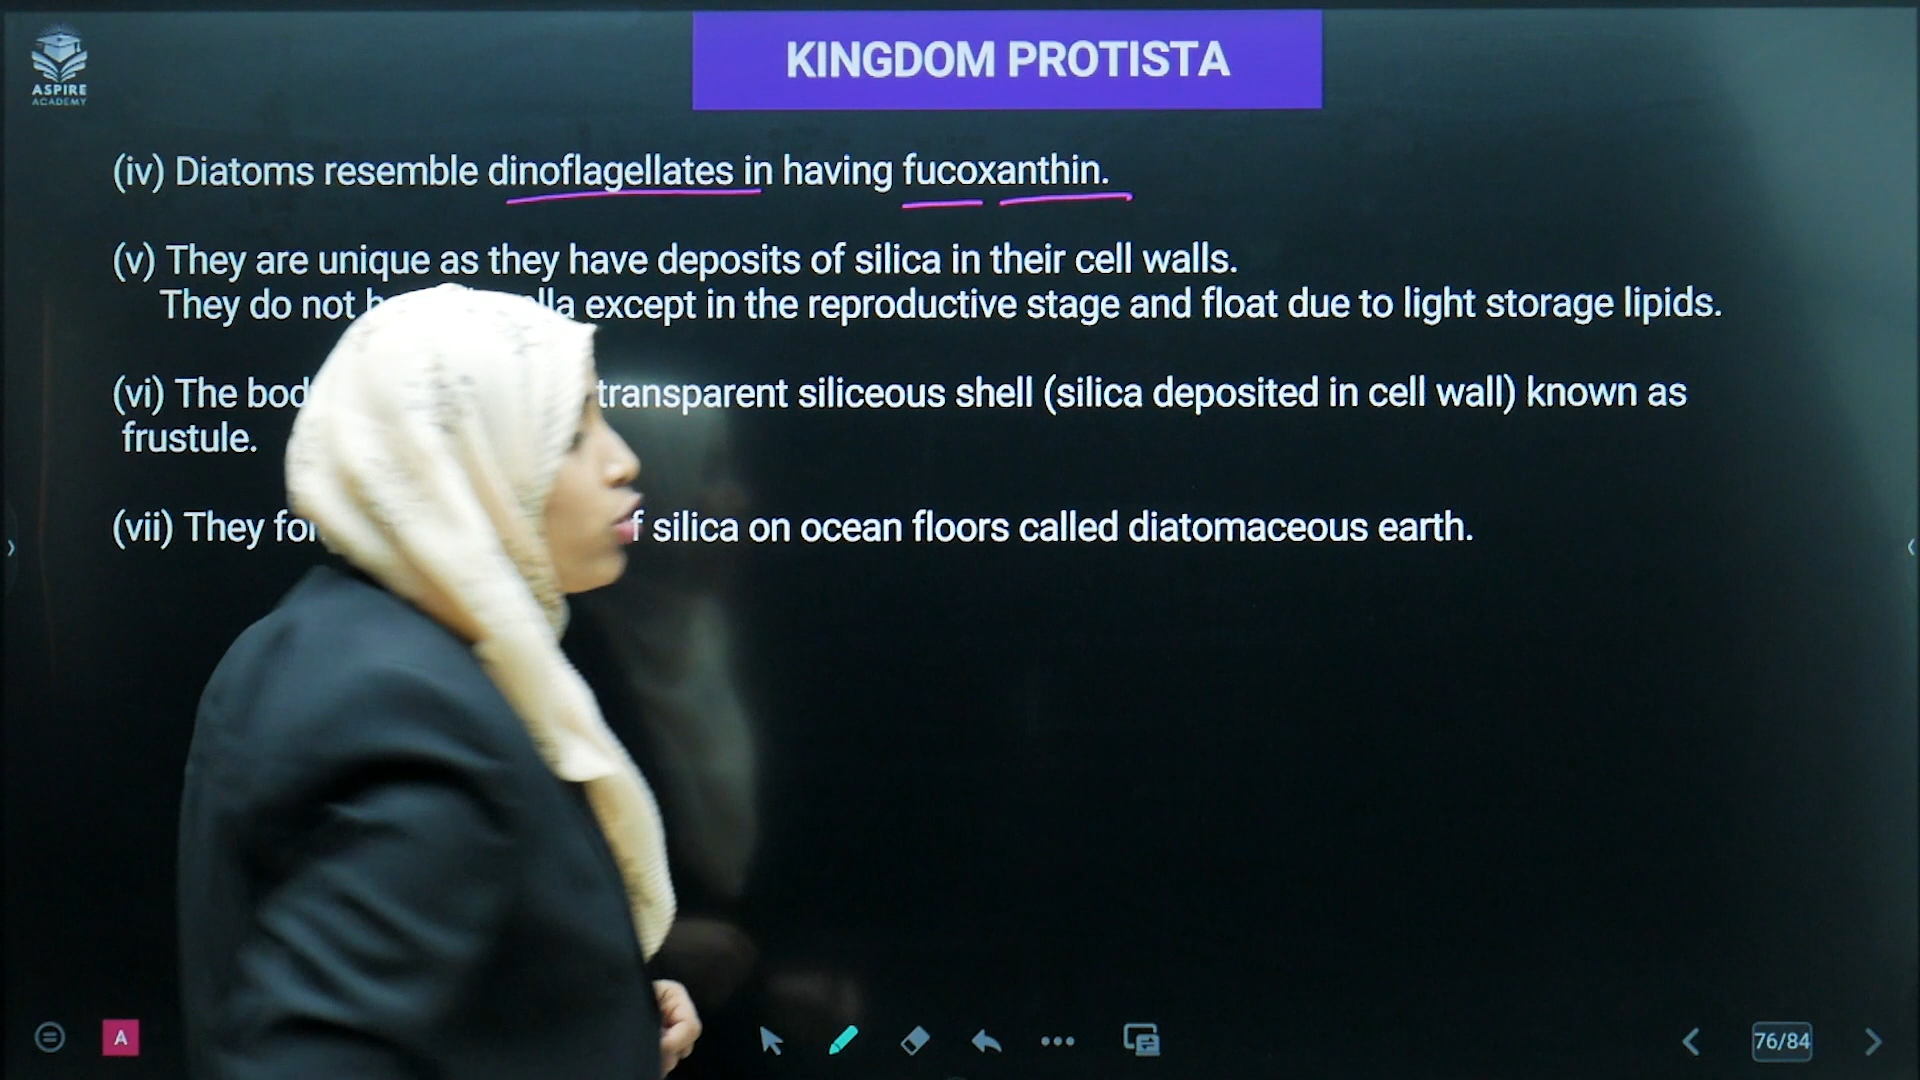 ASPIRE
ACADEMY
KINGDOM PROTISTA
(iv) Diatoms resemble dinoflagellates in having fucoxanthin.
(v) They are unique as they have deposits of silica in their cell walls.
They do not except in the reproductive stage and float due to light storage lipids.
(vi) The transparent siliceous shell (silica deposited in cell wall) known as
frustule.
(vii) They silica on ocean floors called diatomaceous earth.
A
76/84